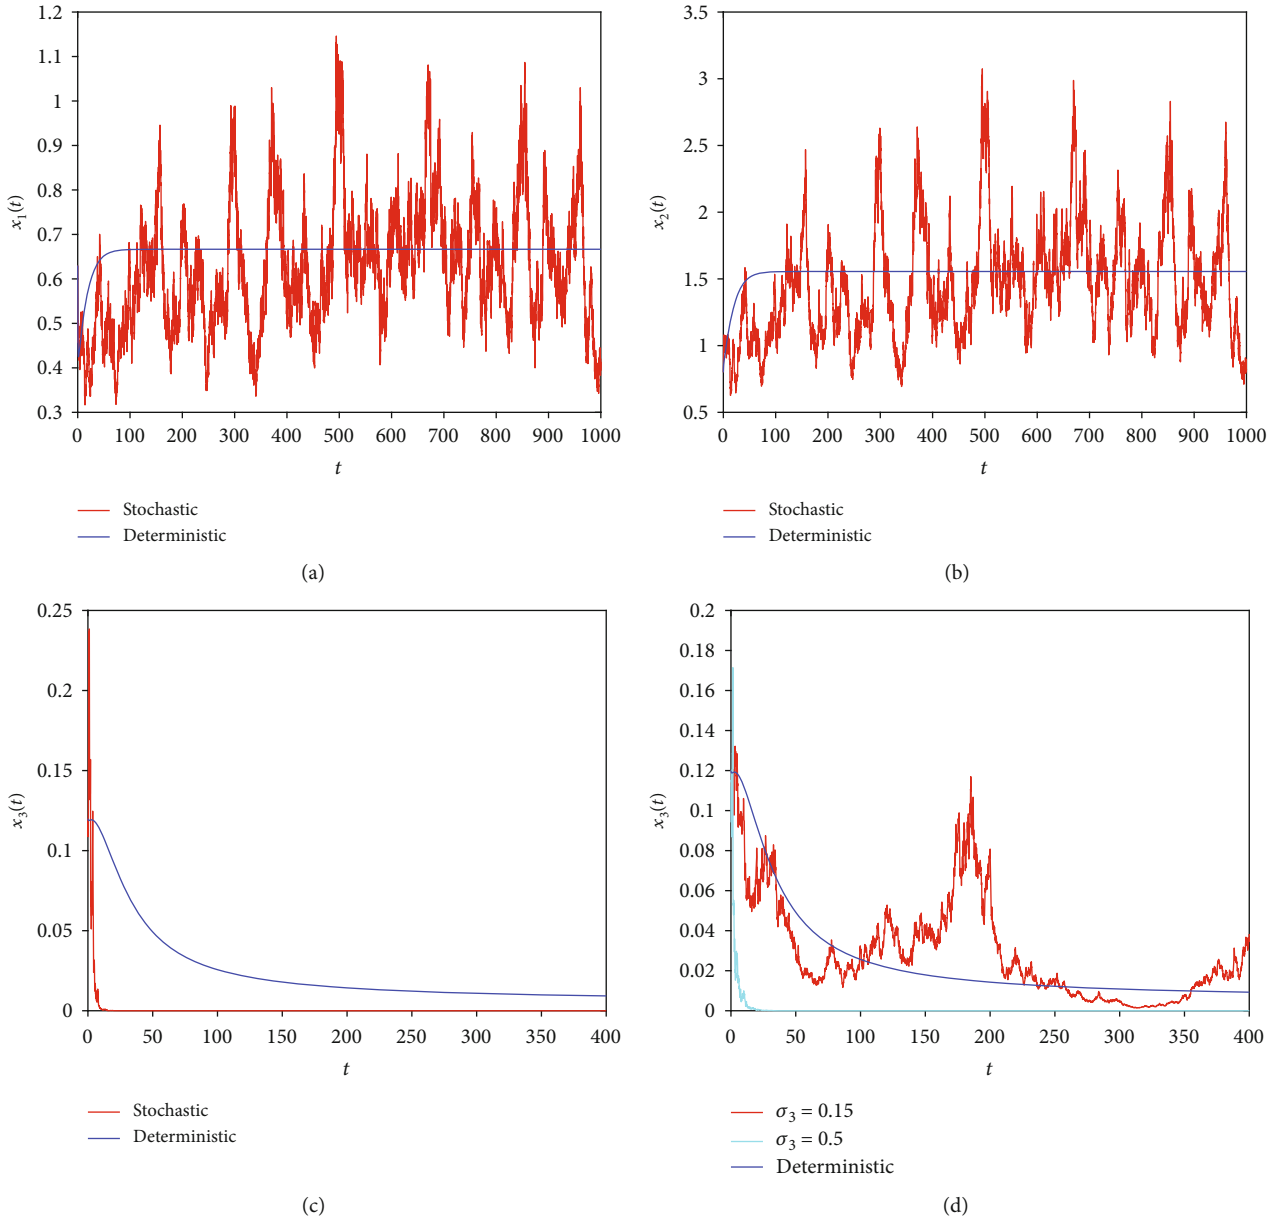 1.2
1.1
1
0.9
0.8
0.7
0.6
0.5
0.4
0.3
x₁(t)
0 100 200 300 400 500 600 700 800 900 1000
t
Stochastic
Deterministic
(a)
3.5
3
2.5
2
1.5
1
0.5
x₂(t)
0 100 200 300 400 500 600 700 800 900 1000
t
Stochastic
Deterministic
(b)
0.25
0.2
0.15
0.1
0.05
0
x₃(t)
0 50 100 150 200 250 300 350 400
t
Stochastic
Deterministic
(c)
0.2
0.18
0.16
0.14
0.12
0.1
0.08
0.06
0.04
0.02
0
x₃(t)
0 50 100 150 200 250 300 350 400
t
σ₃ = 0.15
σ₃ = 0.5
Deterministic
(d)